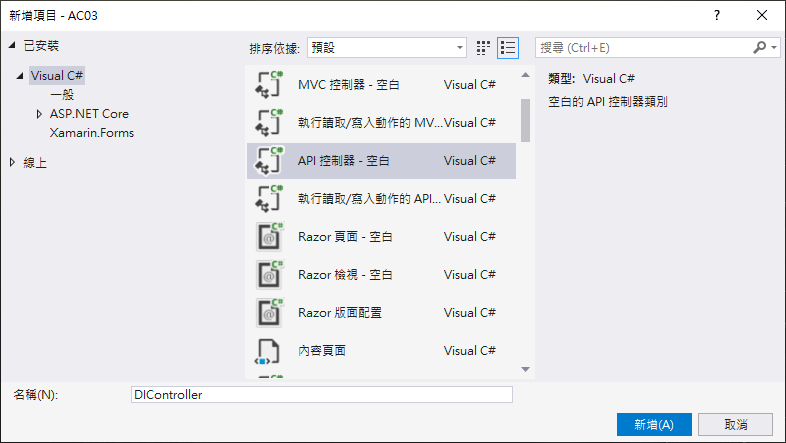 新增項目 - AC03
已安裝
Visual C#
一般
ASP.NET Core
Xamarin.Forms
線上
排序依據: 預設
MVC 控制器 - 空白 Visual C#
執行讀取/寫入動作的 MV... Visual C#
API 控制器 - 空白 Visual C#
執行讀取/寫入動作的 API... Visual C#
Razor 頁面 - 空白 Visual C#
Razor 檢視 - 空白 Visual C#
Razor 版面配置 Visual C#
內容頁面 Visual C#
搜尋 (Ctrl+E)
類型: Visual C#
空白的 API 控制器類別
名稱(N): DIController
新增(A) 取消